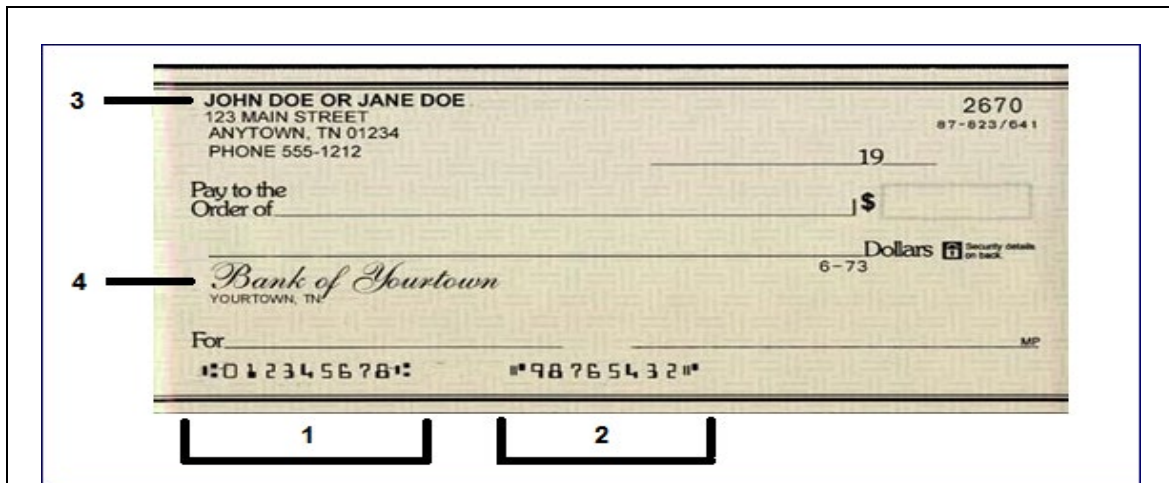 3
JOHN DOE OR JANE DOE
123 MAIN STREET
ANYTOWN, TN 01234
PHONE 555-1212
2670
87-823/641
19
Pay to the
Order of
$
Dollars
Security details
on back.
6-73
4
Bank of Yourtown
YOURTOWN, TN
For
MP
⑆012345678⑆ ⑈98765432⑈
1
2